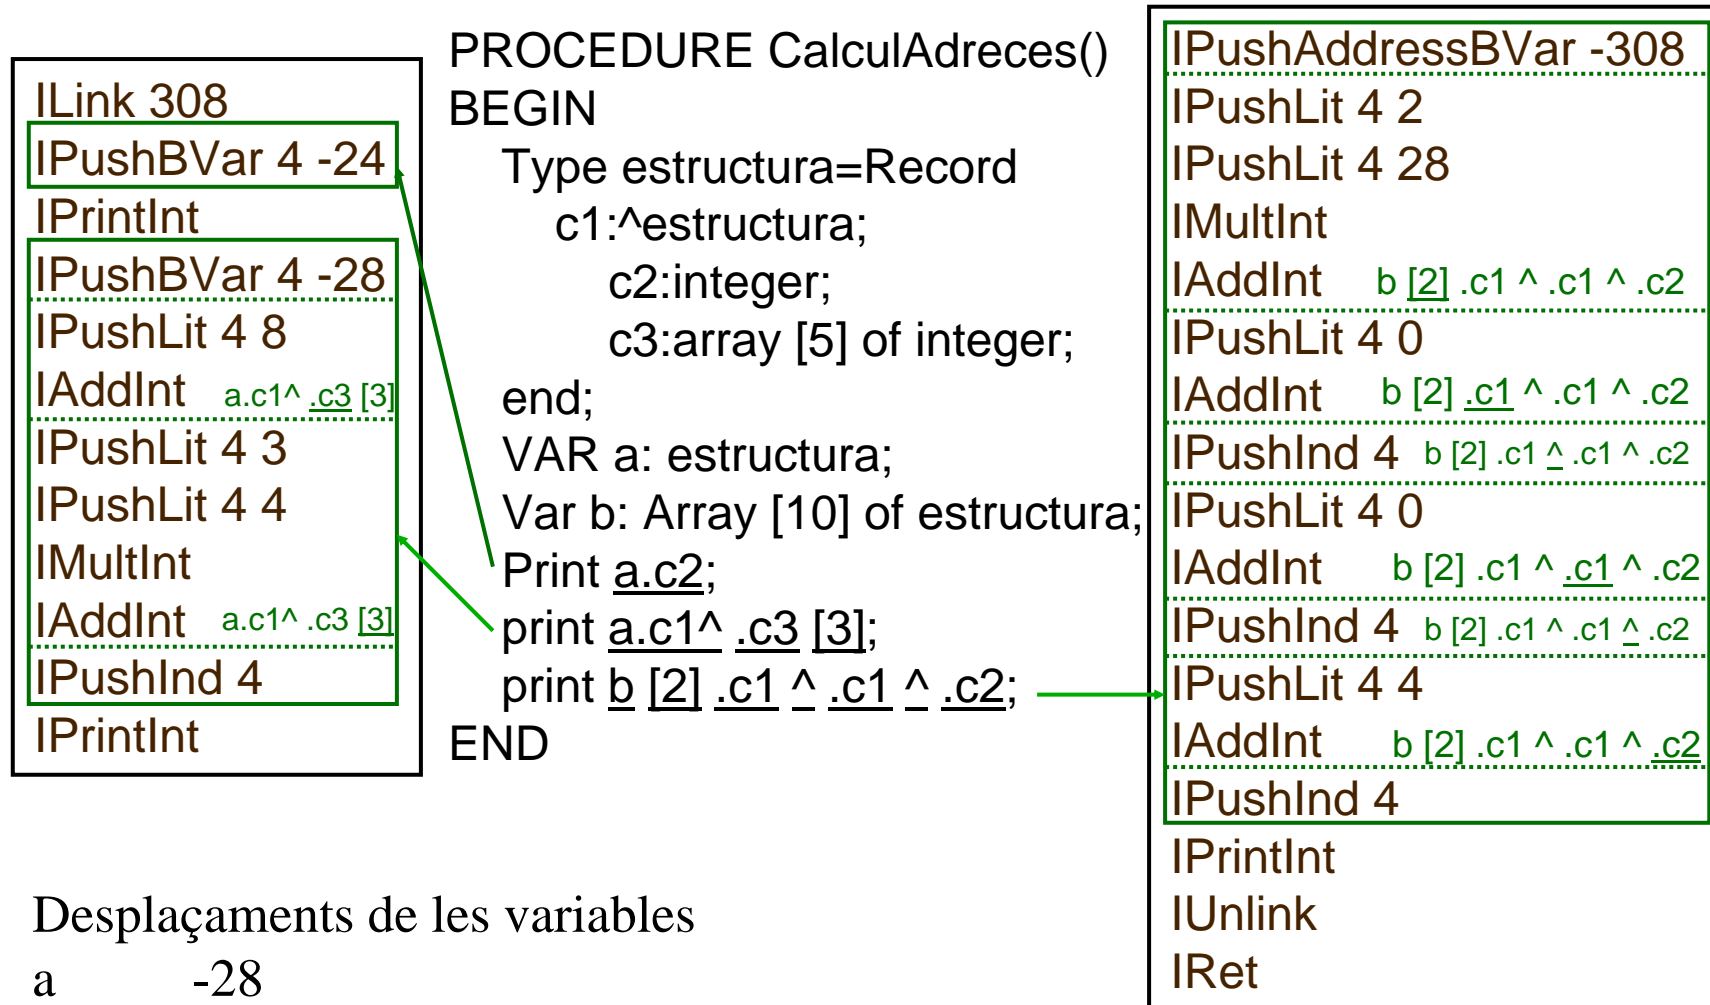 ILink 308
IPushBVar 4 -24
IPrintInt
IPushBVar 4 -28
IPushLit 4 8
IAddInt a.c1^ .c3 [3]
IPushLit 4 3
IPushLit 4 4
IMultInt
IAddInt a.c1^ .c3 [3]
IPushInd 4
IPrintInt
PROCEDURE CalculAdreces()
BEGIN
Type estructura=Record
c1:^estructura;
c2:integer;
c3:array [5] of integer;
end;
VAR a: estructura;
Var b: Array [10] of estructura;
Print a.c2;
print a.c1^ .c3 [3];
print b [2] .c1 ^ .c1 ^ .c2;
END
IPushAddressBVar -308
IPushLit 4 2
IPushLit 4 28
IMultInt
IAddInt b [2] .c1 ^ .c1 ^ .c2
IPushLit 4 0
IAddInt b [2] .c1 ^ .c1 ^ .c2
IPushInd 4 b [2] .c1 ^ .c1 ^ .c2
IPushLit 4 0
IAddInt b [2] .c1 ^ .c1 ^ .c2
IPushInd 4 b [2] .c1 ^ .c1 ^ .c2
IPushLit 4 4
IAddInt b [2] .c1 ^ .c1 ^ .c2
IPushInd 4
IPrintInt
IUnlink
IRet
Desplaçaments de les variables
a -28